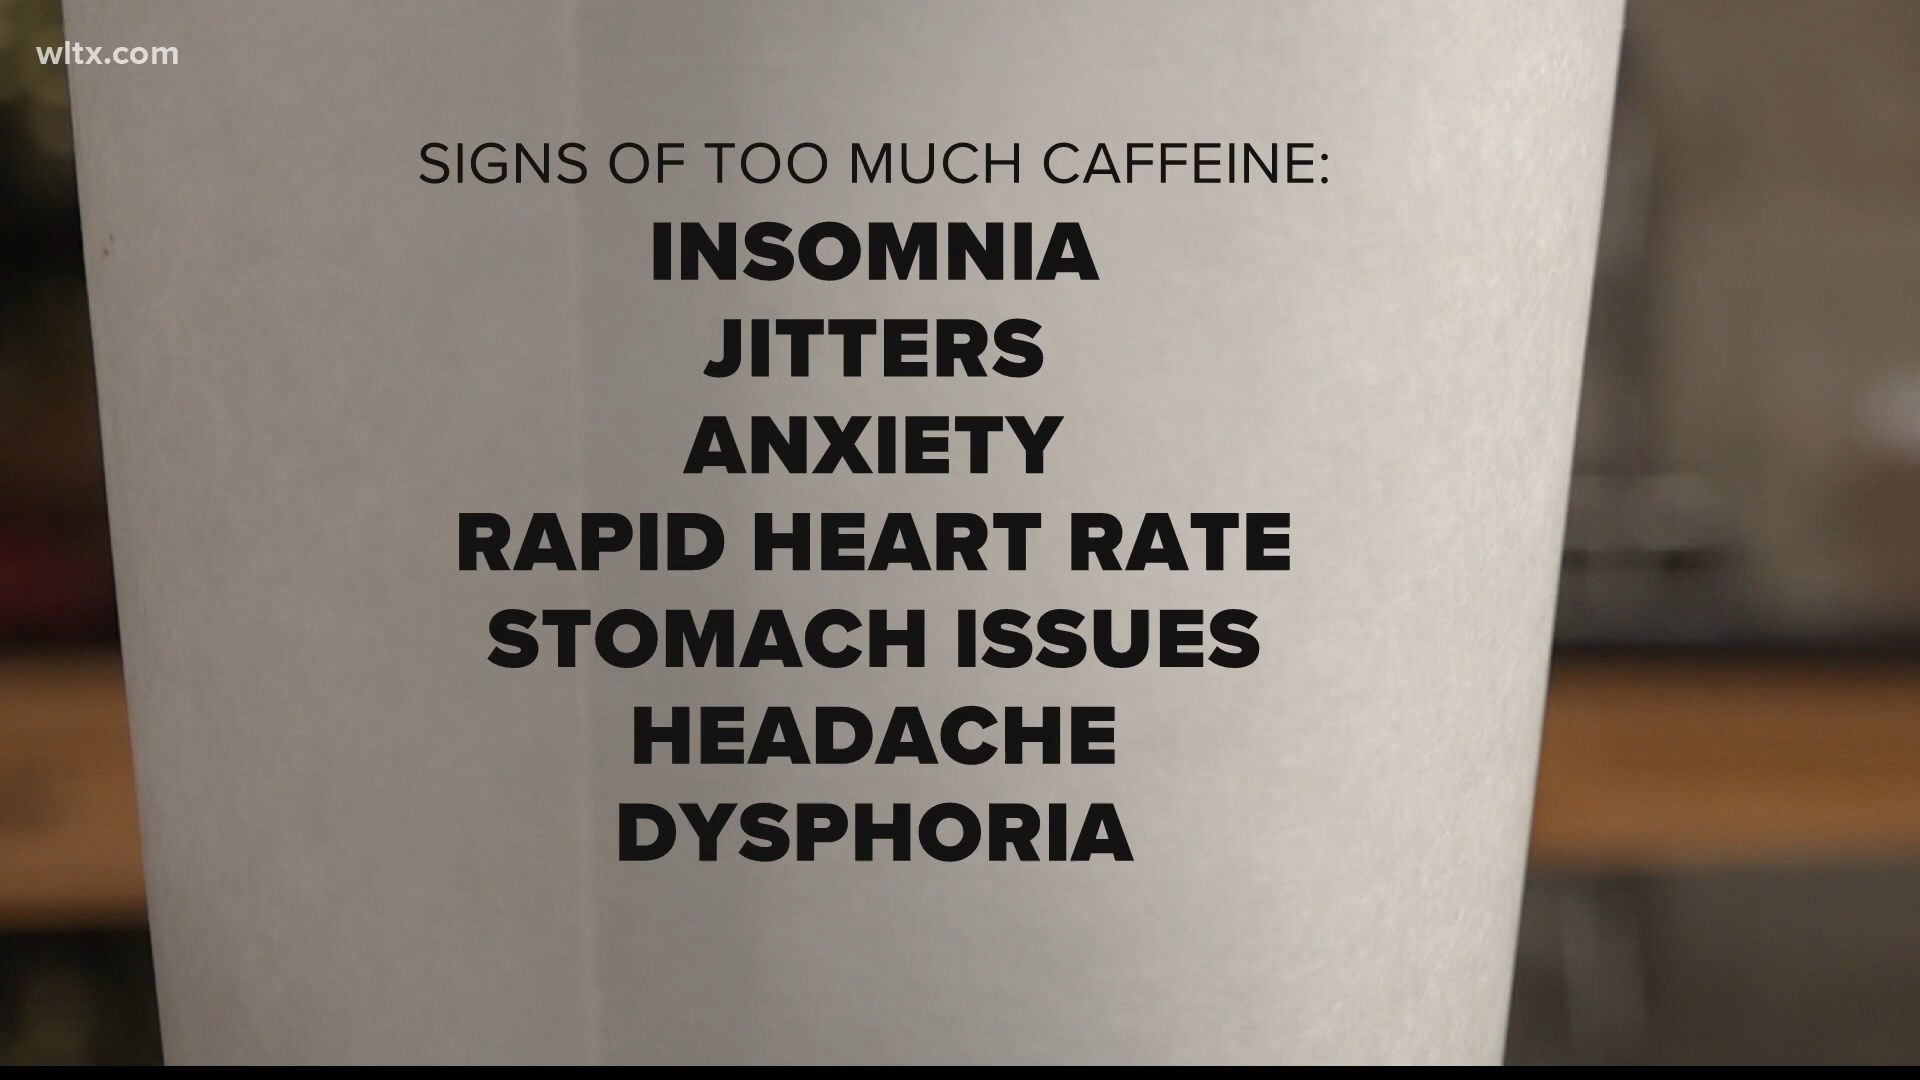 wltx.com
SIGNS OF TOO MUCH CAFFEINE:
INSOMNIA
JITTERS
ANXIETY
RAPID HEART RATE
STOMACH ISSUES
HEADACHE
DYSPHORIA